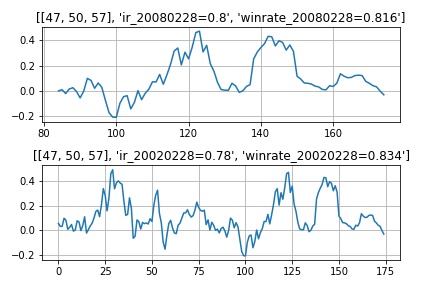 [[47, 50, 57], 'ir_20080228=0.8', 'winrate_20080228=0.816']
0.4
0.2
0.0
−0.2
80 100 120 140 160
[[47, 50, 57], 'ir_20020228=0.78', 'winrate_20020228=0.834']
0.4
0.2
0.0
−0.2
0 25 50 75 100 125 150 175